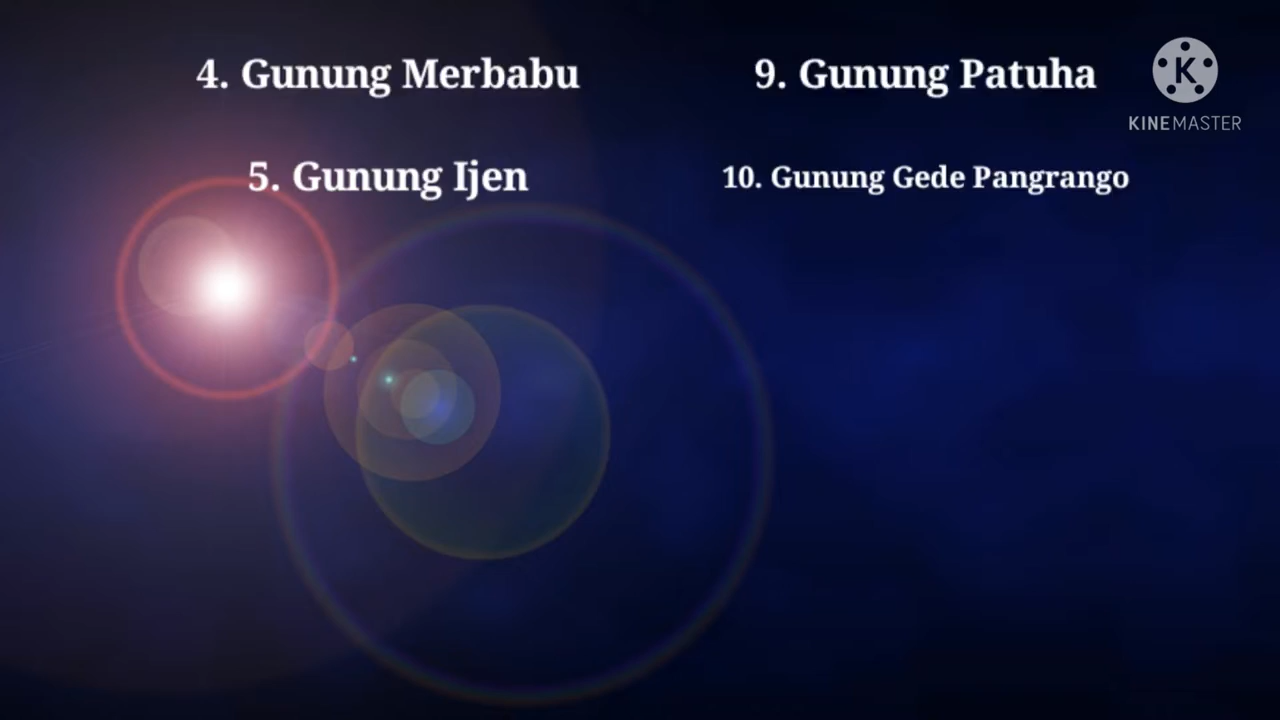 4. Gunung Merbabu
5. Gunung Ijen
9. Gunung Patuha
10. Gunung Gede Pangrango
K
KINEMASTER